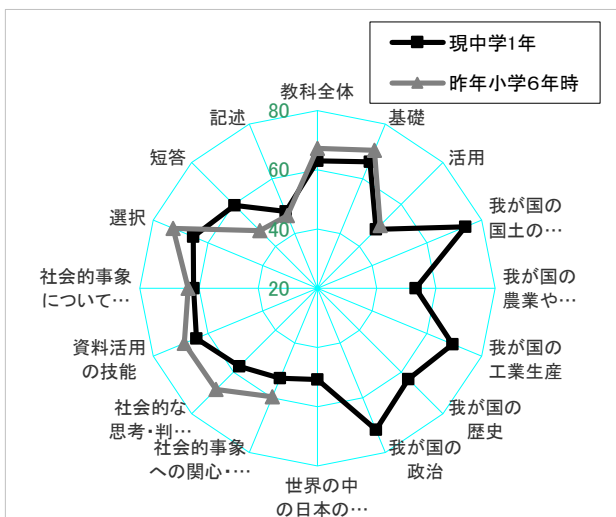 現中学1年
昨年小学6年時
教科全体
基礎
活用
我が国の
国土の…
我が国の
農業や…
我が国の
工業生産
我が国の
歴史
我が国の
政治
世界の中
の日本の…
社会的事象
への関心・…
社会的な
思考・判…
資料活用
の技能
社会的事象
について…
選択
短答
記述
80
60
40
20